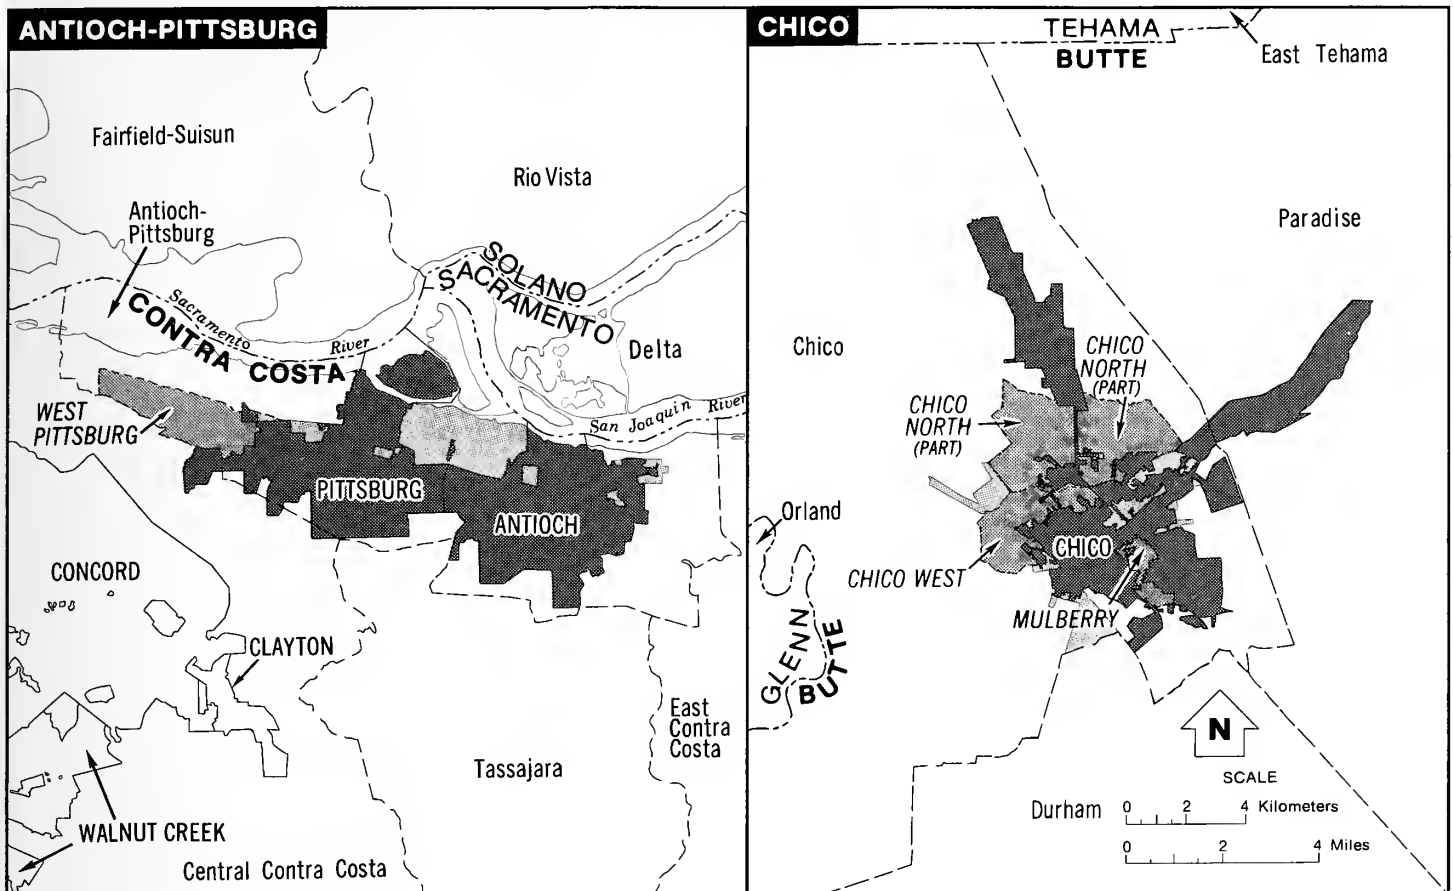 ANTIOCH-PITTSBURG
Fairfield-Suisun
Rio Vista
Antioch-
Pittsburg
SOLANO
SACRAMENTO
Sacramento
River
CONTRA COSTA
Delta
San Joaquin River
WEST
PITTSBURG
PITTSBURG
ANTIOCH
CONCORD
CLAYTON
East
Contra
Costa
Tassajara
WALNUT CREEK
Central Contra Costa
CHICO
TEHAMA
BUTTE
East Tehama
Paradise
Chico
CHICO
NORTH
(PART)
CHICO
NORTH
(PART)
Orland
CHICO
CHICO WEST
MULBERRY
GLENN
BUTTE
N
SCALE
Durham
0 2 4 Kilometers
0 2 4 Miles